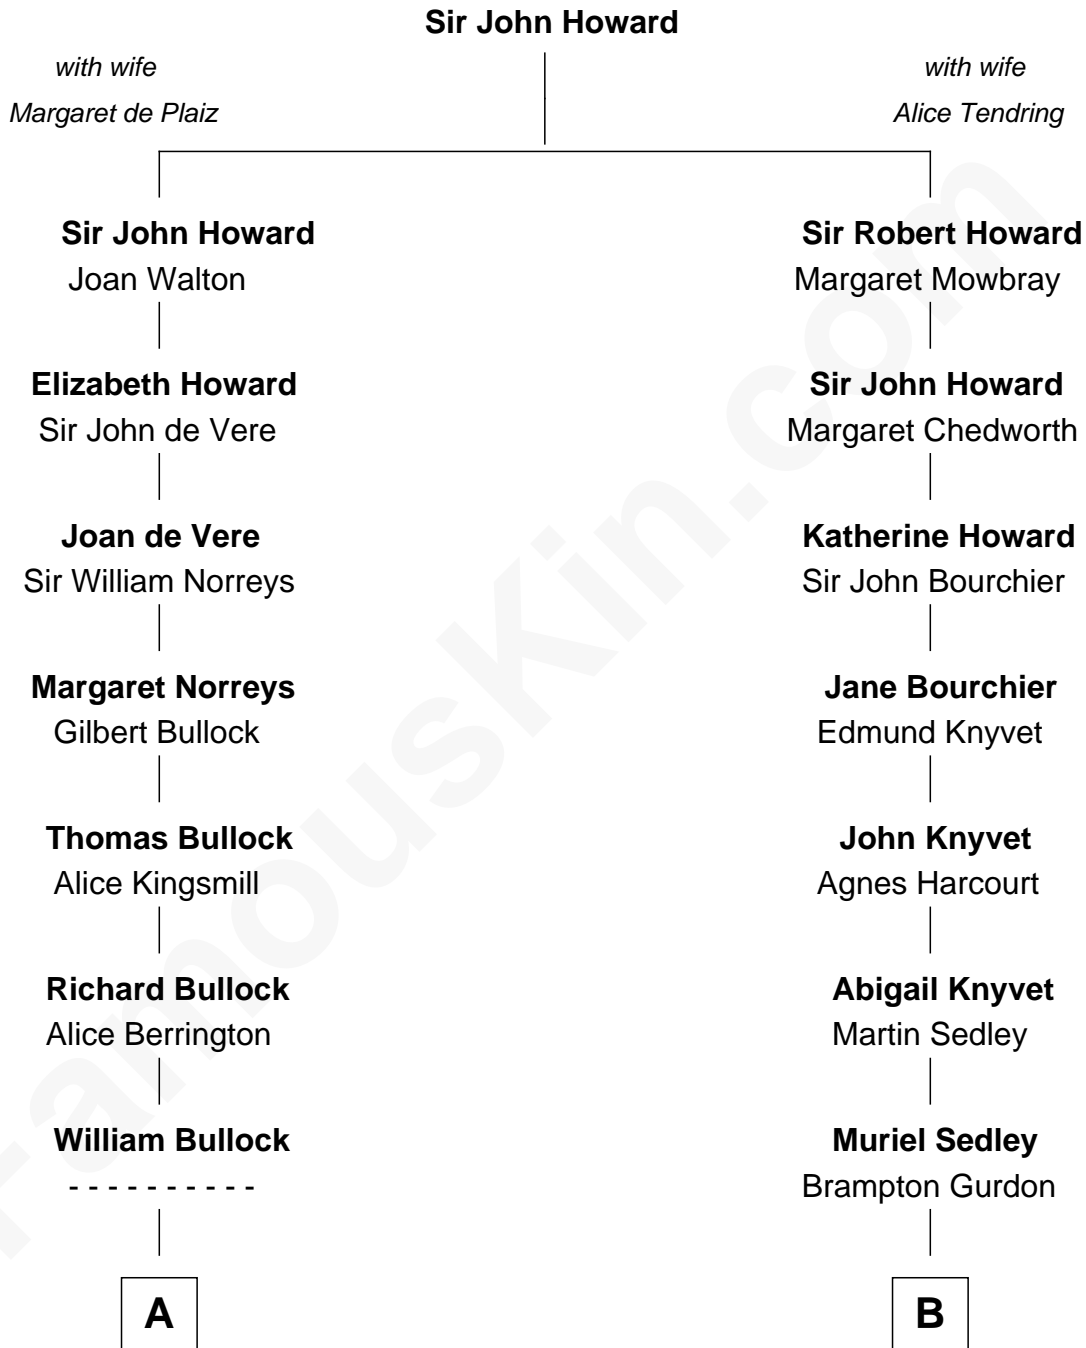 Sir John Howard
with wife
Margaret de Plaiz
with wife
Alice Tendring
Sir John Howard
Joan Walton
Sir Robert Howard
Margaret Mowbray
Elizabeth Howard
Sir John de Vere
Sir John Howard
Margaret Chedworth
Joan de Vere
Sir William Norreys
Katherine Howard
Sir John Bourchier
Margaret Norreys
Gilbert Bullock
Jane Bourchier
Edmund Knyvet
Thomas Bullock
Alice Kingsmill
John Knyvet
Agnes Harcourt
Richard Bullock
Alice Berrington
Abigail Knyvet
Martin Sedley
William Bullock
- - - - - - - - - -
Muriel Sedley
Brampton Gurdon
A
B
FamousKin.com